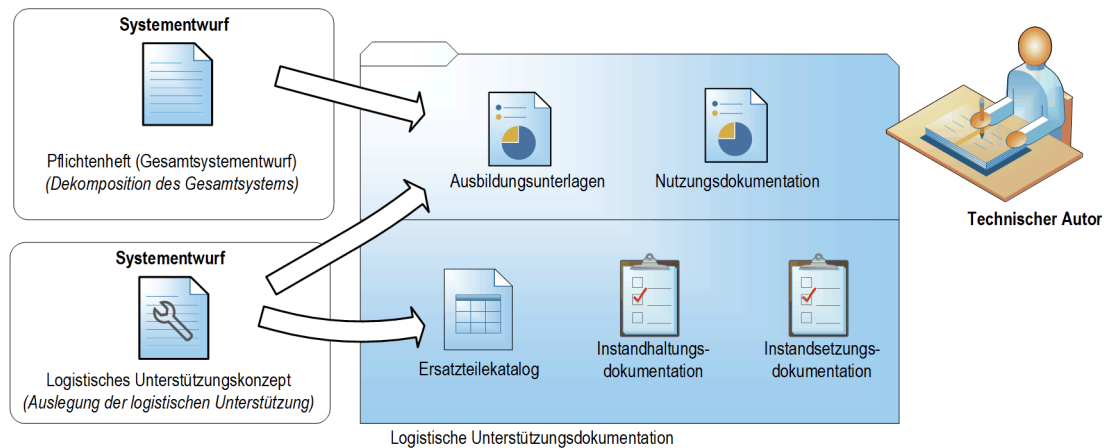 Systementwurf
Pflichtenheft (Gesamtsystementwurf)
(Dekomposition des Gesamtsystems)
Systementwurf
Logistisches Unterstützungskonzept
(Auslegung der logistischen Unterstützung)
Ausbildungsunterlagen
Nutzungsdokumentation
Ersatzteilekatalog
Instandhaltungs-
dokumentation
Instandsetzungs-
dokumentation
Logistische Unterstützungsdokumentation
Technischer Autor